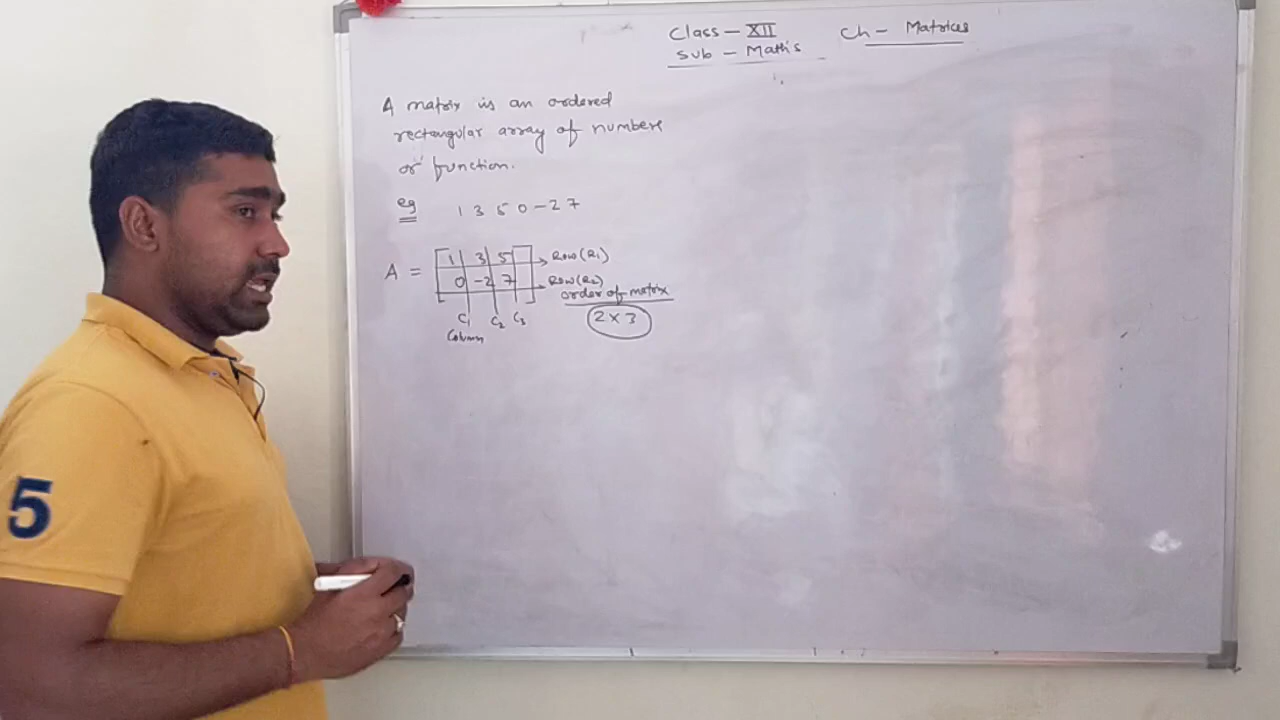 Class - XII Ch - Matrices
Sub - Math's
A matrix is an ordered
rectangular array of numbers
or function.
eg 1 3 5 0 -2 7
A = [1 3 5] → Row (R1)
[0 -2 7] → Row (R2)
order of matrix
2 × 3
C1 C2 C3
Column
5